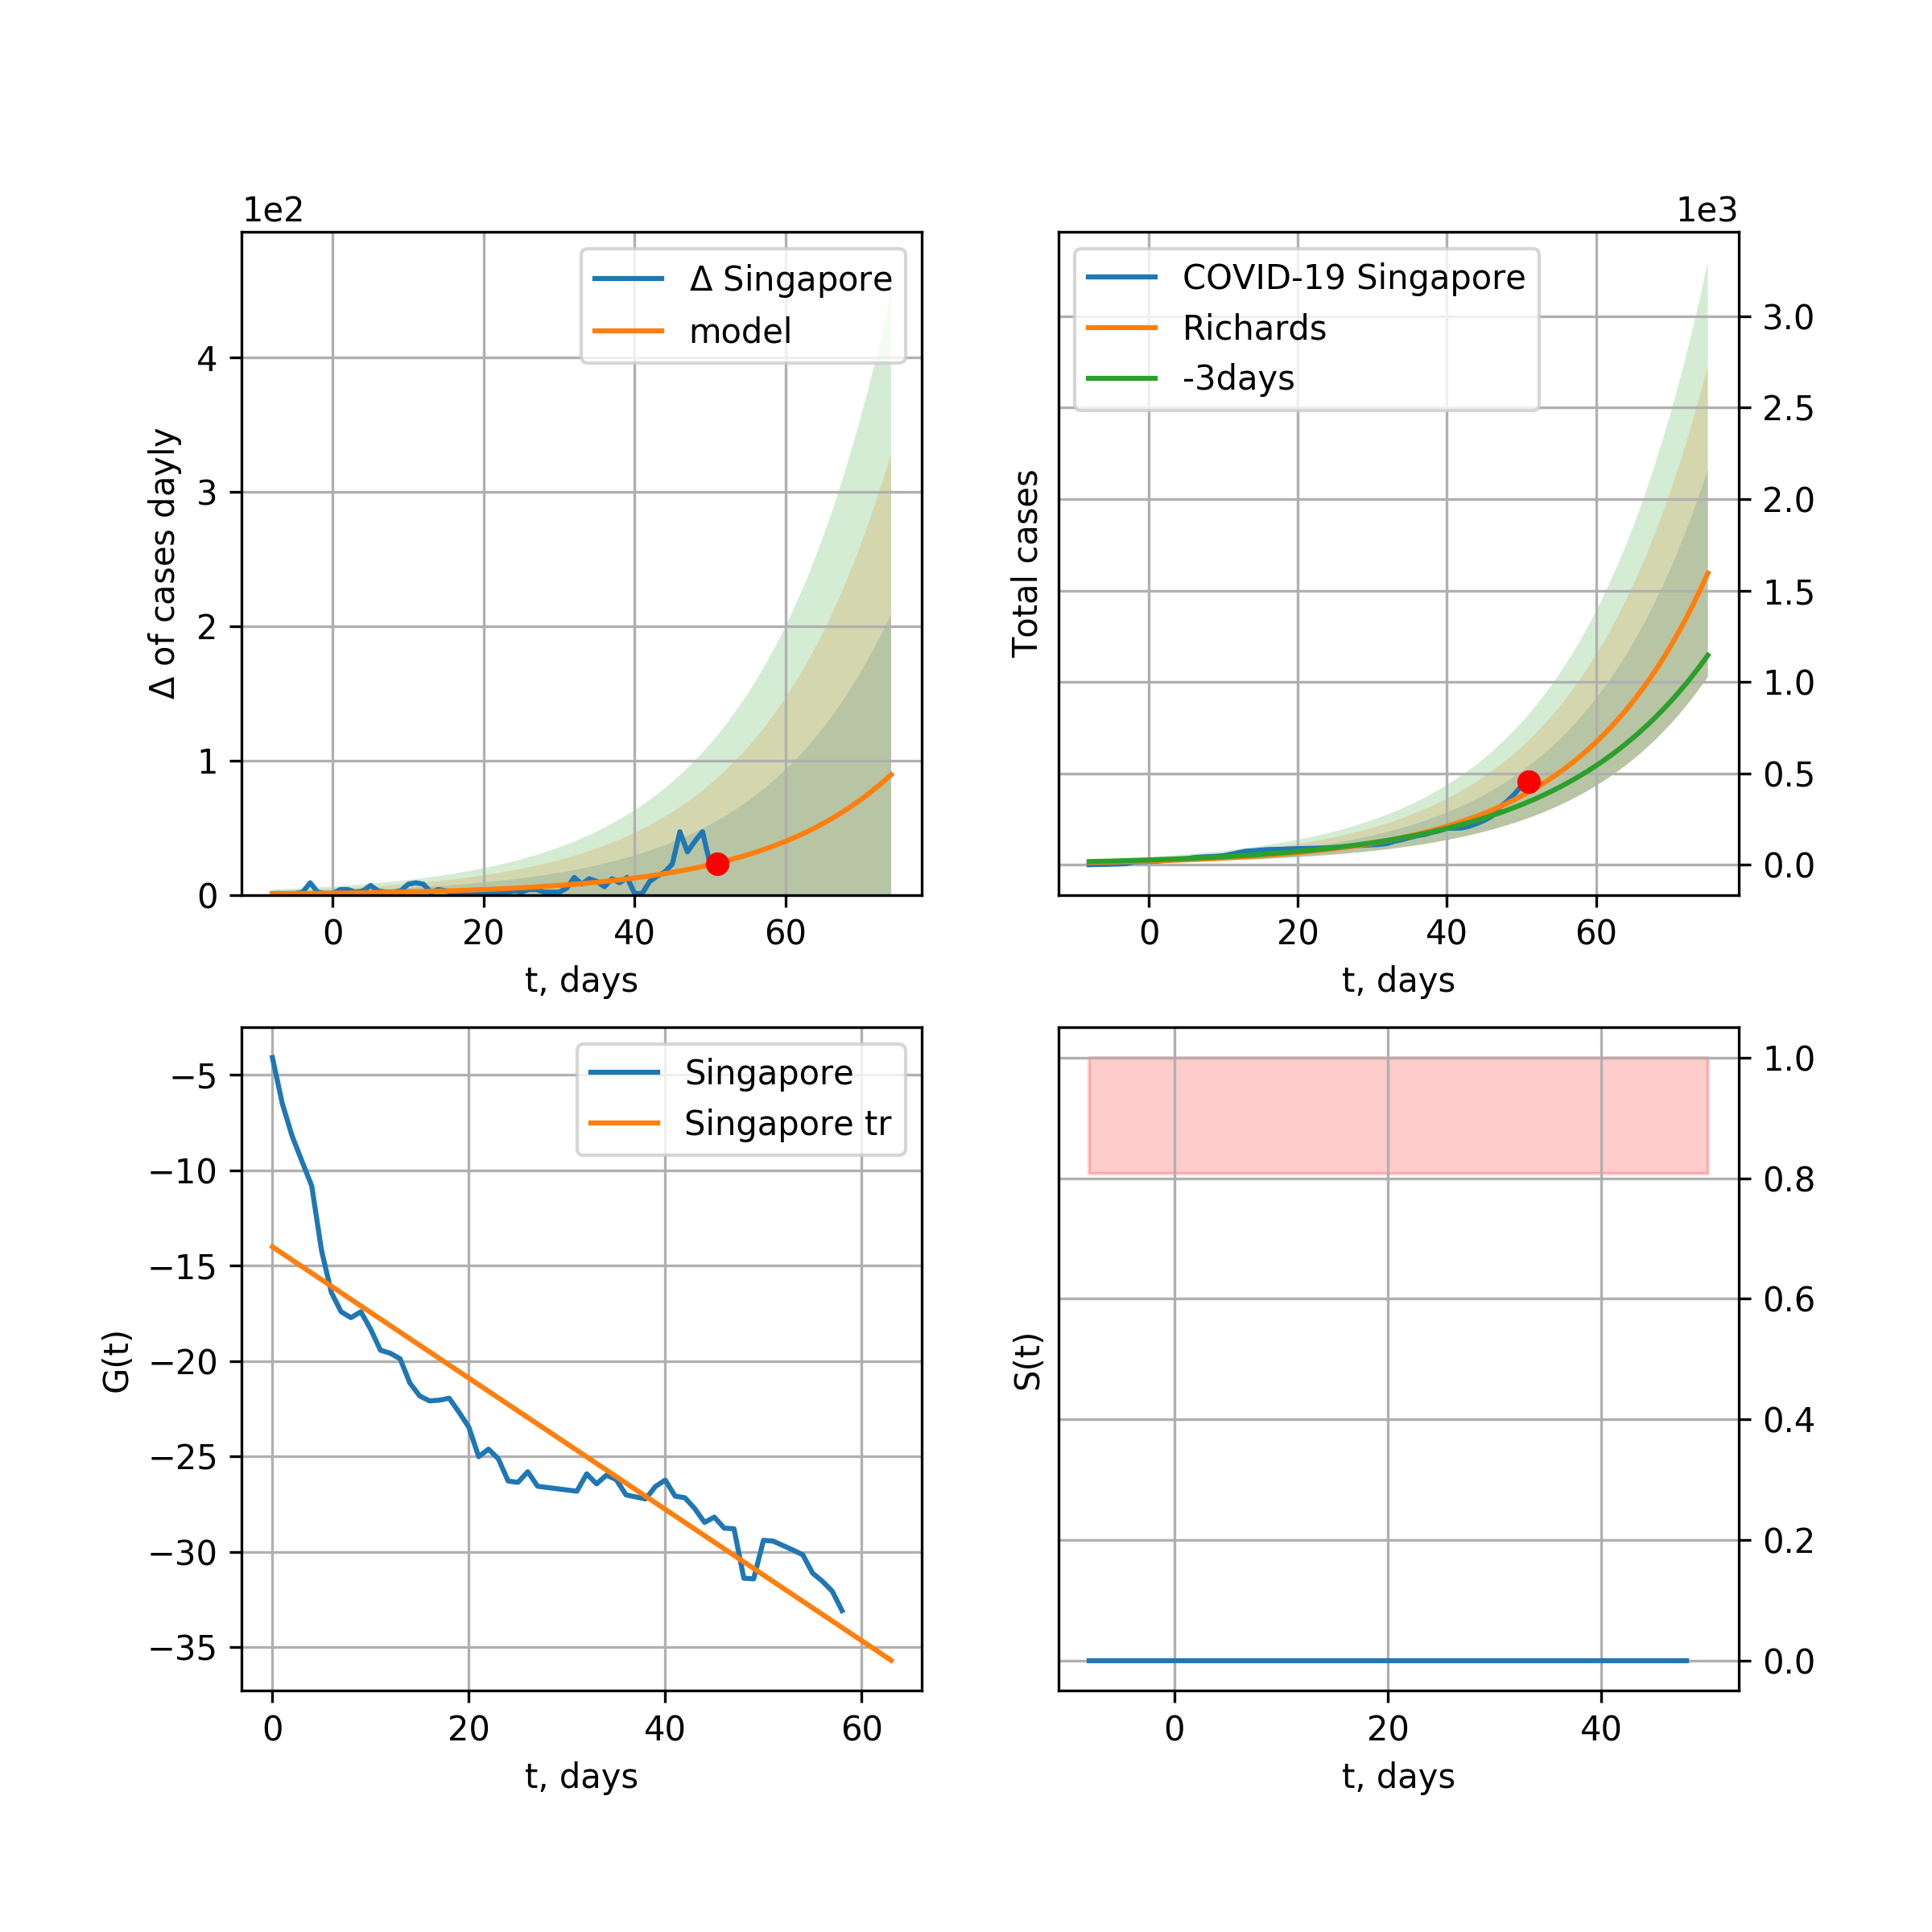 1e2
Δ Singapore
model
4
3
2
1
0
Δ of cases dayly
0 20 40 60
t, days
1e3
COVID-19 Singapore
Richards
-3days
3.0
2.5
2.0
1.5
1.0
0.5
0.0
Total cases
0 20 40 60
t, days
Singapore
Singapore tr
−5
−10
−15
−20
−25
−30
−35
G(t)
0 20 40 60
t, days
1.0
0.8
0.6
0.4
0.2
0.0
S(t)
0 20 40
t, days